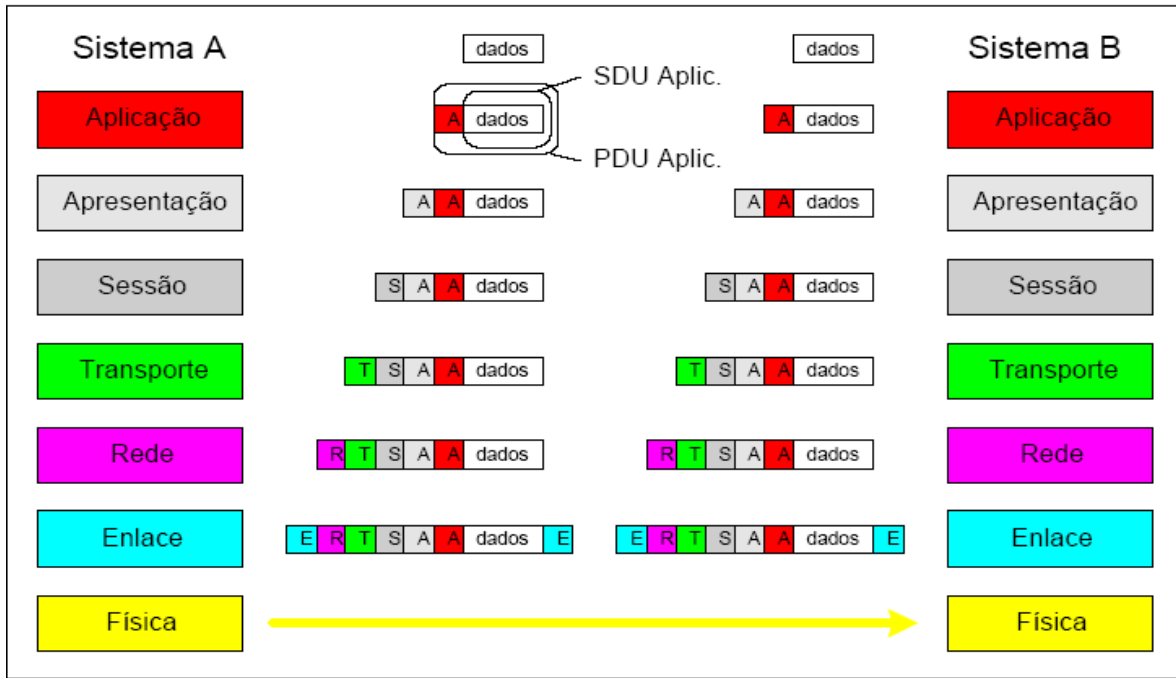 Sistema A
dados
dados
Sistema B
SDU Aplic.
Aplicação
A dados
A dados
Aplicação
PDU Aplic.
Apresentação
A A dados
A A dados
Apresentação
Sessão
S A A dados
S A A dados
Sessão
Transporte
T S A A dados
T S A A dados
Transporte
Rede
R T S A A dados
R T S A A dados
Rede
Enlace
E R T S A A dados E
E R T S A A dados E
Enlace
Física
Física